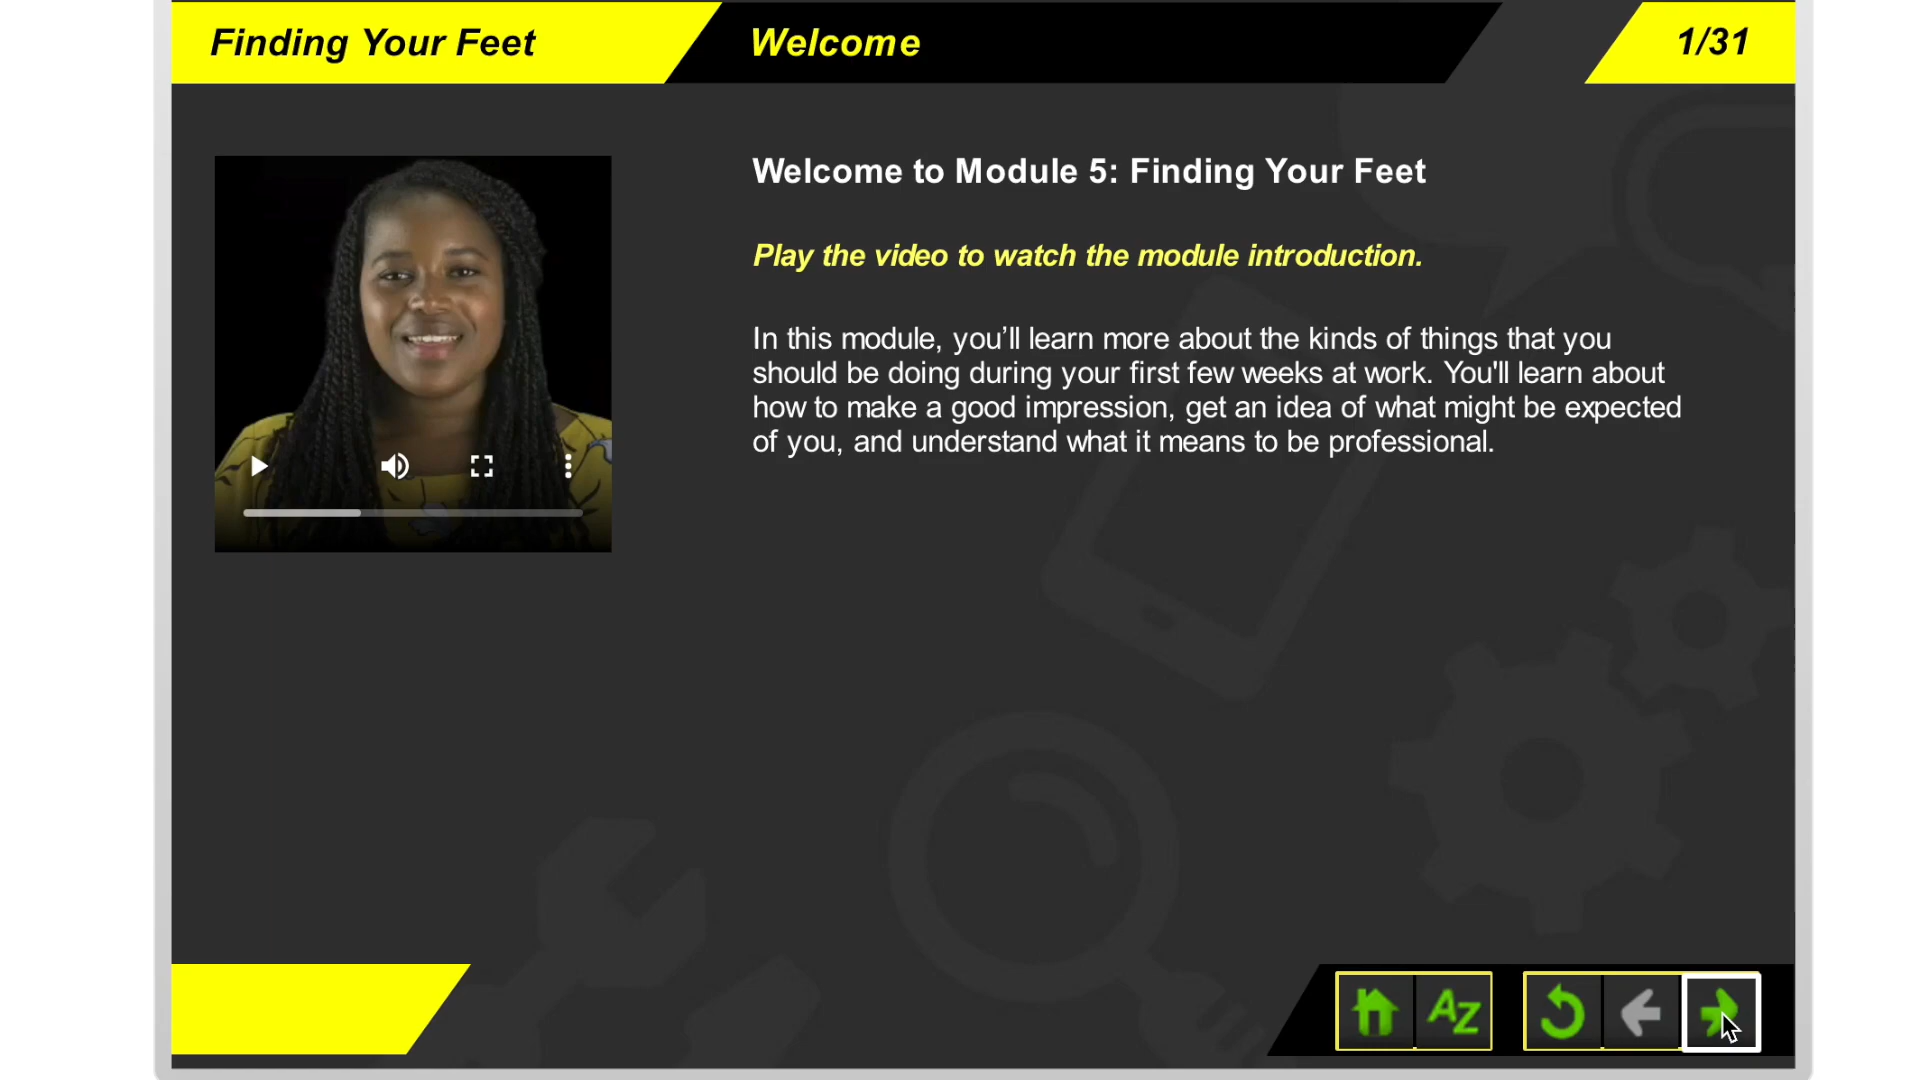 Finding Your Feet
Welcome
1/31
Welcome to Module 5: Finding Your Feet
Play the video to watch the module introduction.
In this module, you’ll learn more about the kinds of things that you
should be doing during your first few weeks at work. You'll learn about
how to make a good impression, get an idea of what might be expected
of you, and understand what it means to be professional.
AZ